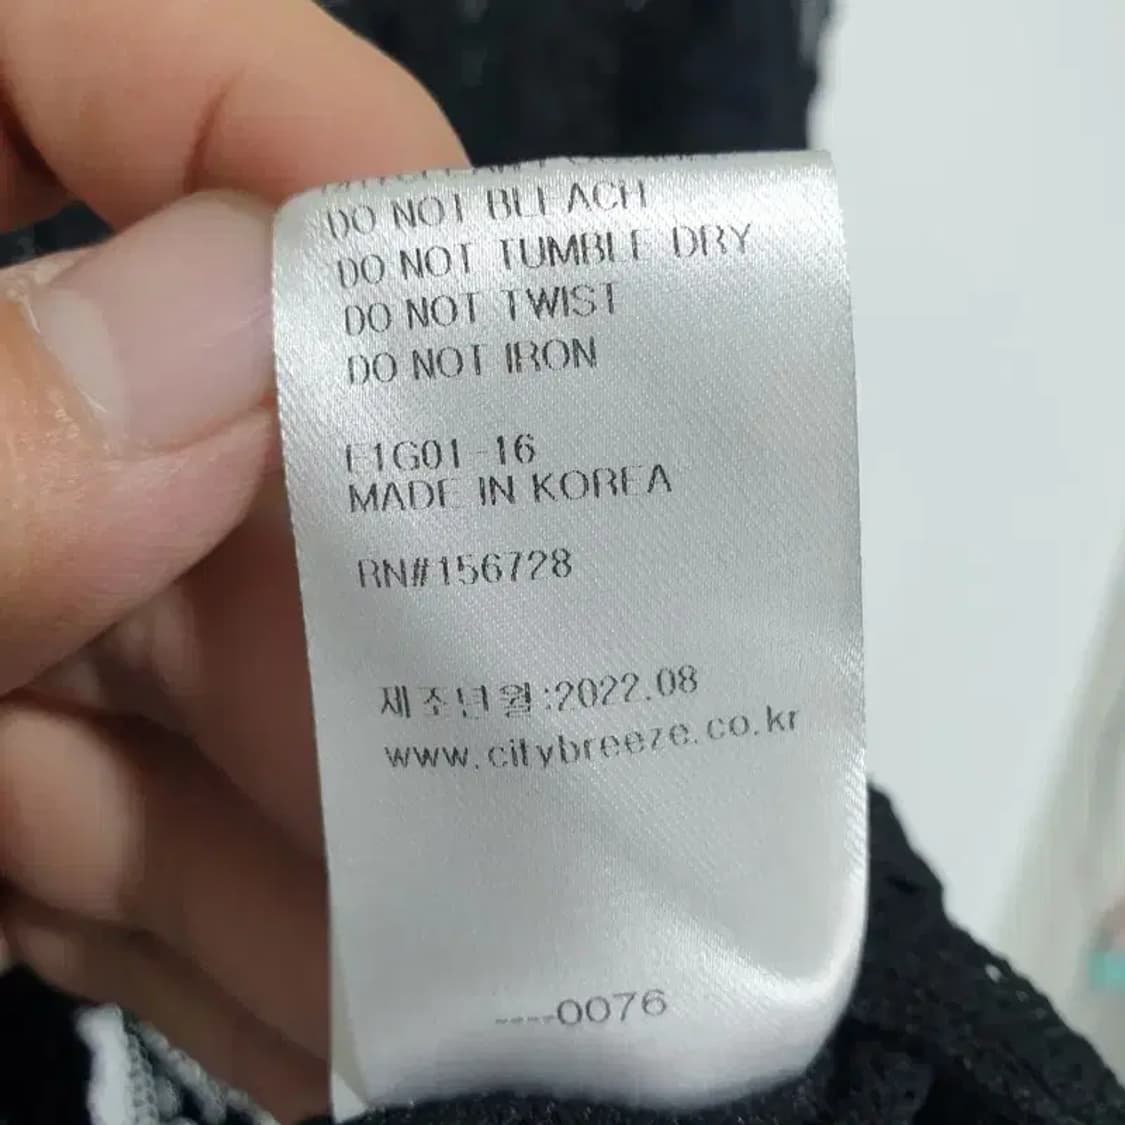 DO NOT BLEACH
DO NOT TUMBLE DRY
DO NOT TWIST
DO NOT IRON
E1G01-16
MADE IN KOREA
RN#156728
제조년월:2022.08
www.citybreeze.co.kr
----0076